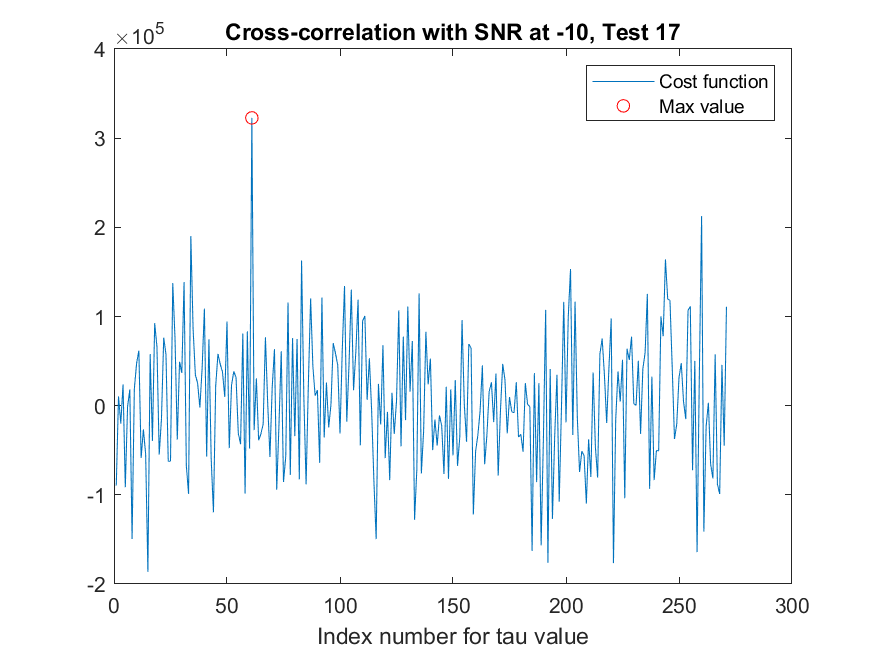 Cross-correlation with SNR at -10, Test 17
×10^5
4
3
2
1
0
-1
-2
0 50 100 150 200 250 300
Index number for tau value
Cost function
Max value